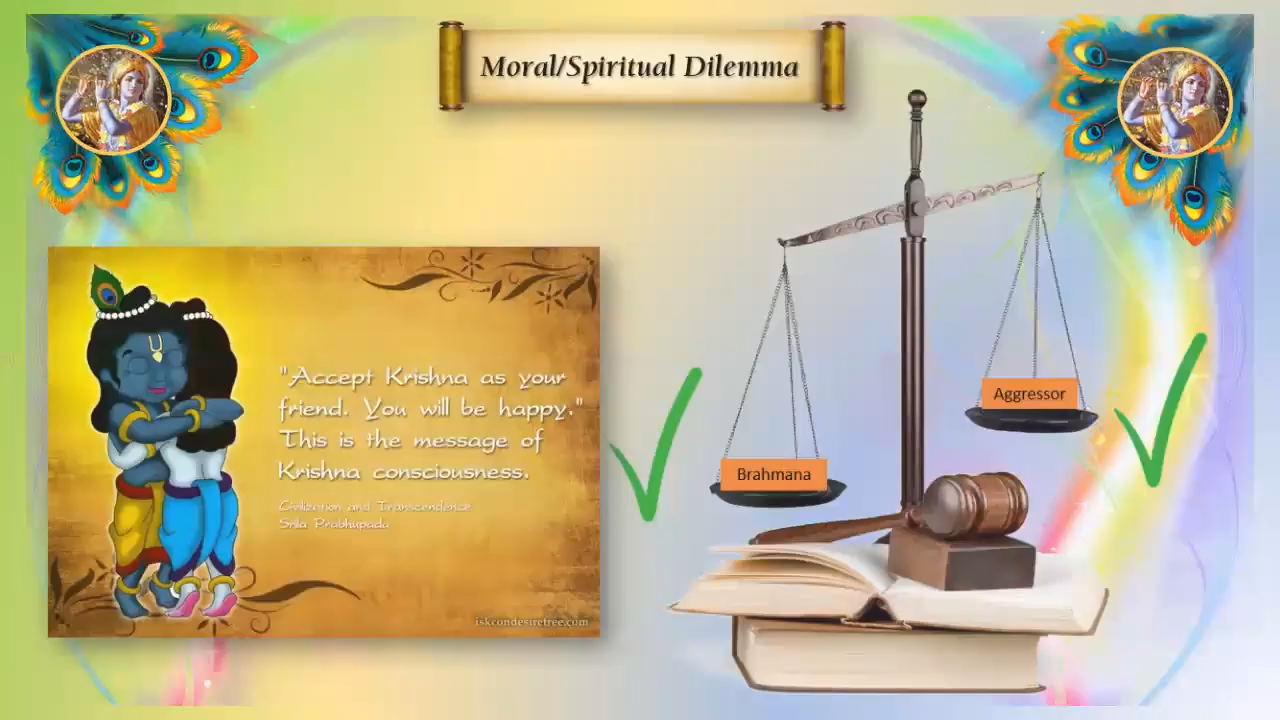 Moral/Spiritual Dilemma
"Accept Krishna as your
friend. You will be happy."
This is the message of
Krishna consciousness.
Civilization and Transcendence
Srila Prabhupada
iskcondesiretree.com
Brahmana
Aggressor